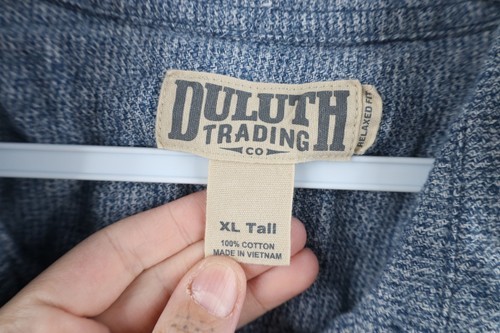 DULUTH
TRADING
CO
RELAXED FIT
XL Tall
100% COTTON
MADE IN VIETNAM